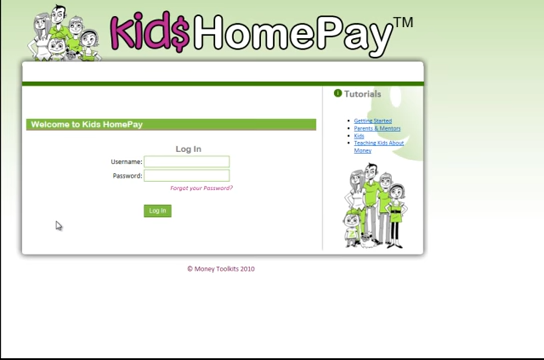 Kid$HomePay™
Tutorials
Getting Started
Parents & Mentors
Kids
Teaching Kids About
Money
Welcome to Kids HomePay
Log In
Username:
Password:
Forgot your Password?
Log In
© Money Toolkits 2010